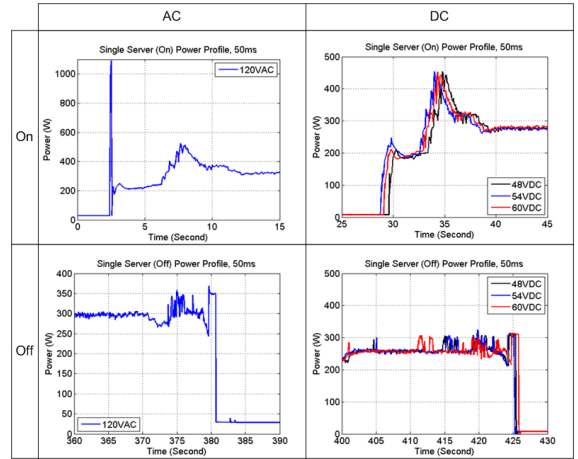 AC
DC
On
Single Server (On) Power Profile, 50ms
Power (W)
1000
800
600
400
200
0
120VAC
0 5 10 15
Time (Second)
Single Server (On) Power Profile, 50ms
Power (W)
500
400
300
200
100
0
48VDC
54VDC
60VDC
25 30 35 40 45
Time (Second)
Off
Single Server (Off) Power Profile, 50ms
Power (W)
400
350
300
250
200
150
100
50
0
120VAC
360 365 370 375 380 385 390
Time (Second)
Single Server (Off) Power Profile, 50ms
Power (W)
500
400
300
200
100
0
48VDC
54VDC
60VDC
400 405 410 415 420 425 430
Time (Second)